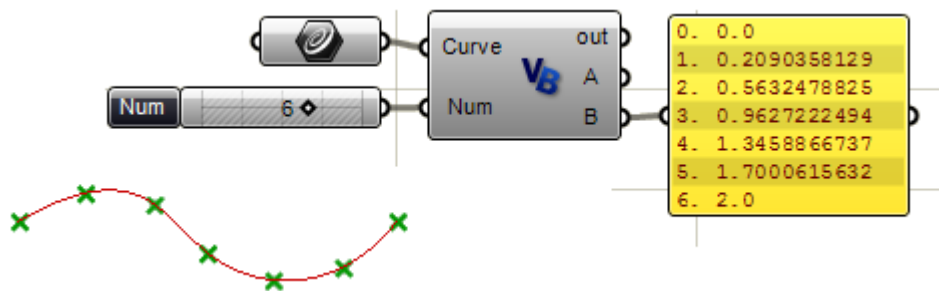 Curve
Num
VB
out
A
B
Num
6
0. 0.0
1. 0.2090358129
2. 0.5632478825
3. 0.9627222494
4. 1.3458866737
5. 1.7000615632
6. 2.0